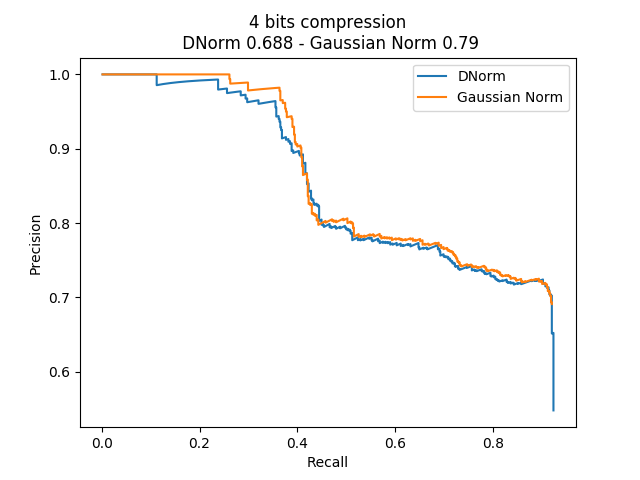 4 bits compression
DNorm 0.688 - Gaussian Norm 0.79
DNorm
Gaussian Norm
1.0
0.9
0.8
0.7
0.6
Precision
0.0 0.2 0.4 0.6 0.8
Recall